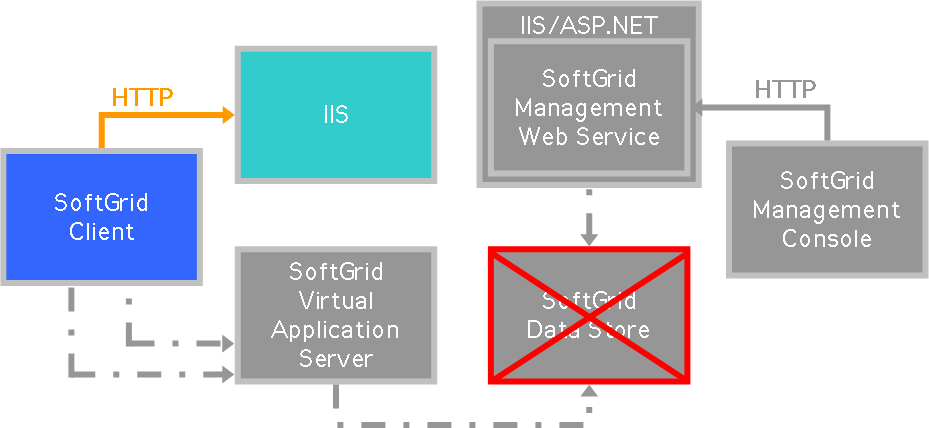 IIS/ASP.NET
SoftGrid
Management
Web Service
HTTP
HTTP
IIS
SoftGrid
Client
SoftGrid
Management
Console
SoftGrid
Virtual
Application
Server
SoftGrid
Data Store